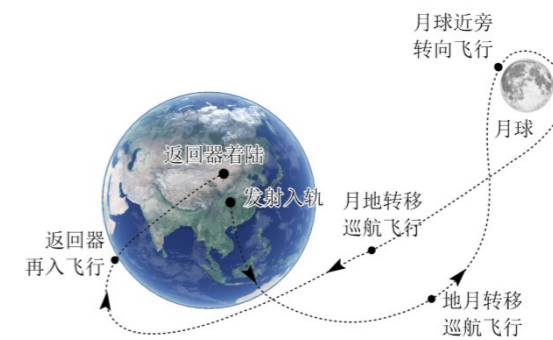 月球近旁
转向飞行
月球
返回器着陆
发射入轨
月地转移
巡航飞行
返回器
再入飞行
地月转移
巡航飞行